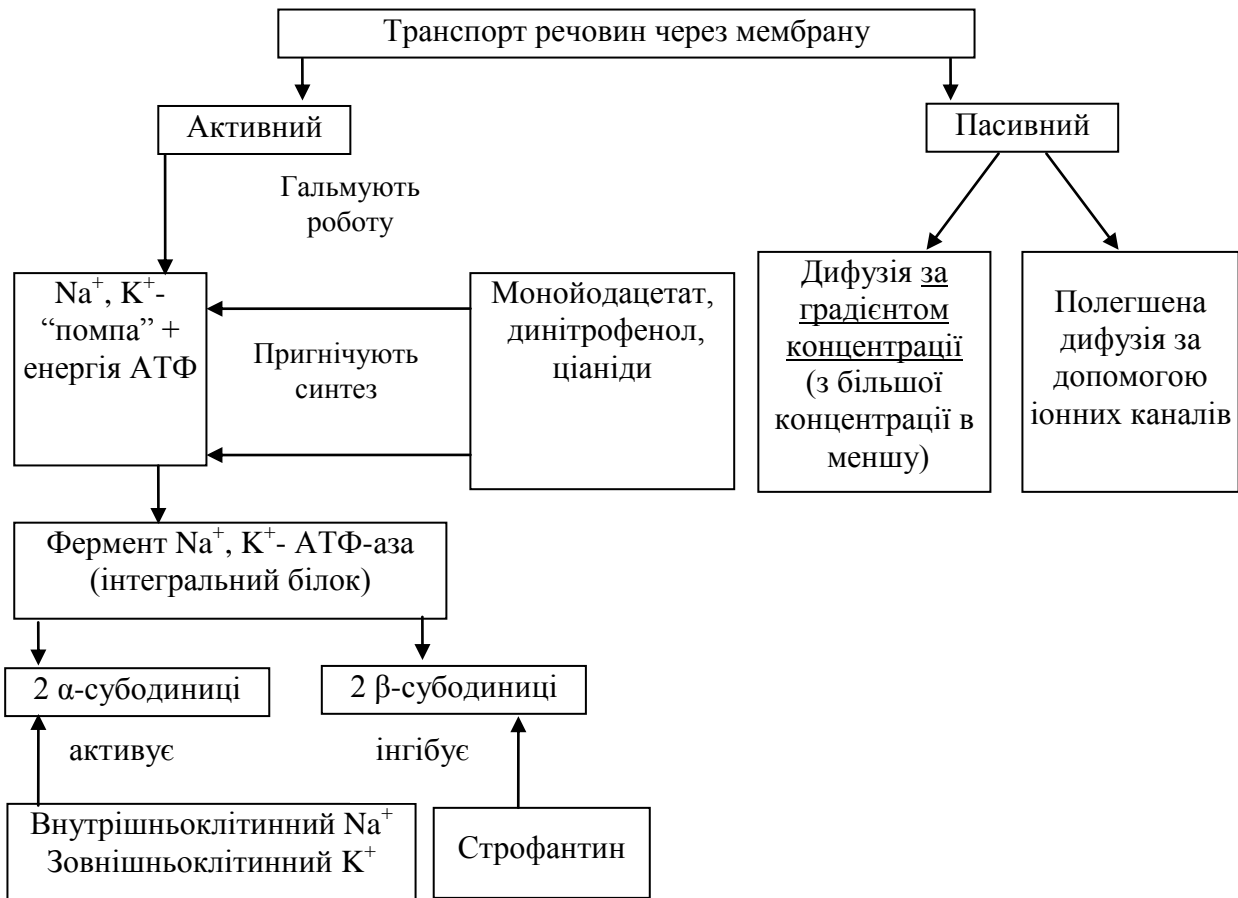 Транспорт речовин через мембрану
Активний
Пасивний
Гальмують
роботу
Na⁺, K⁺-
“помпа” +
енергія АТФ
Пригнічують
синтез
Монойодацетат,
динітрофенол,
ціаніди
Дифузія за
градієнтом
концентрації
(з більшої
концентрації в
меншу)
Полегшена
дифузія за
допомогою
іонних каналів
Фермент Na⁺, K⁺- АТФ-аза
(інтегральний білок)
2 α-субодиниці
2 β-субодиниці
активує
інгібує
Внутрішньоклітинний Na⁺
Зовнішньоклітинний K⁺
Строфантин